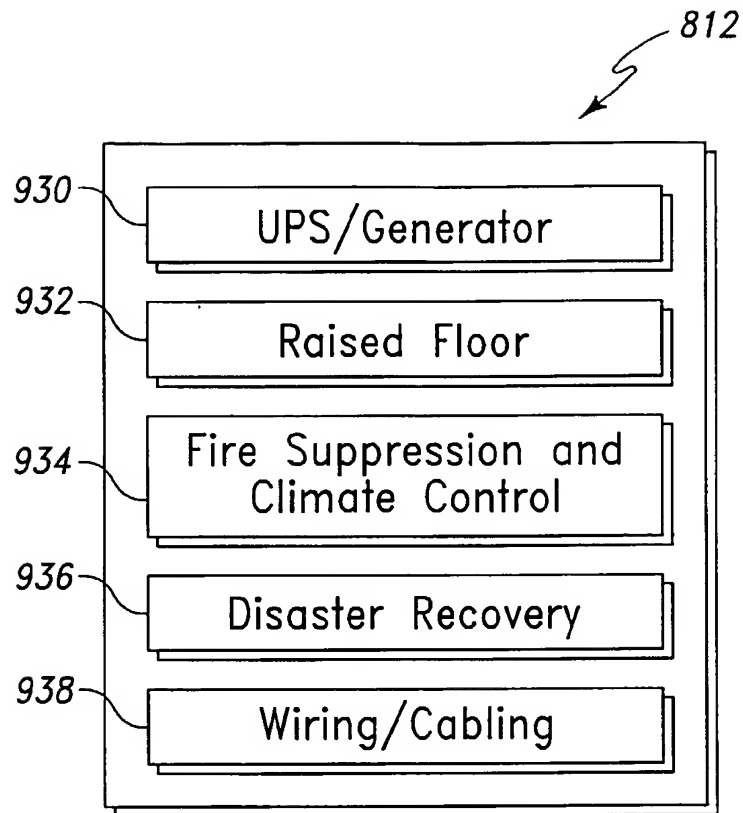 812
930
UPS/Generator
932
Raised Floor
934
Fire Suppression and
Climate Control
936
Disaster Recovery
938
Wiring/Cabling